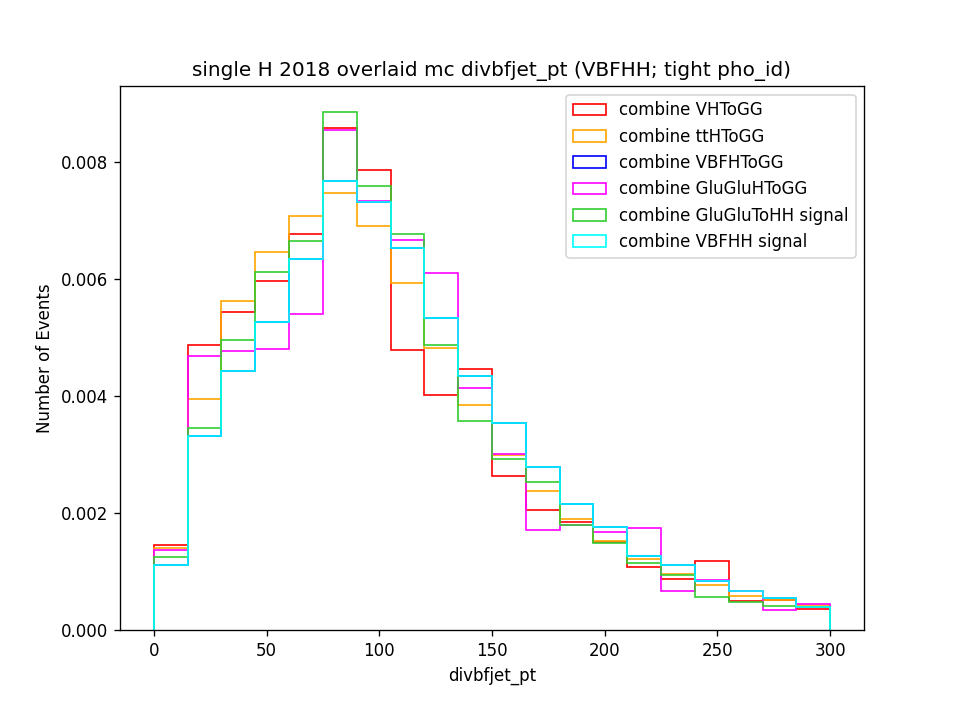 single H 2018 overlaid mc divbfjet_pt (VBFHH; tight pho_id)
combine VHToGG
combine ttHToGG
combine VBFHToGG
combine GluGluHToGG
combine GluGluToHH signal
combine VBFHH signal
Number of Events
0.008
0.006
0.004
0.002
0.000
0 50 100 150 200 250 300
divbfjet_pt